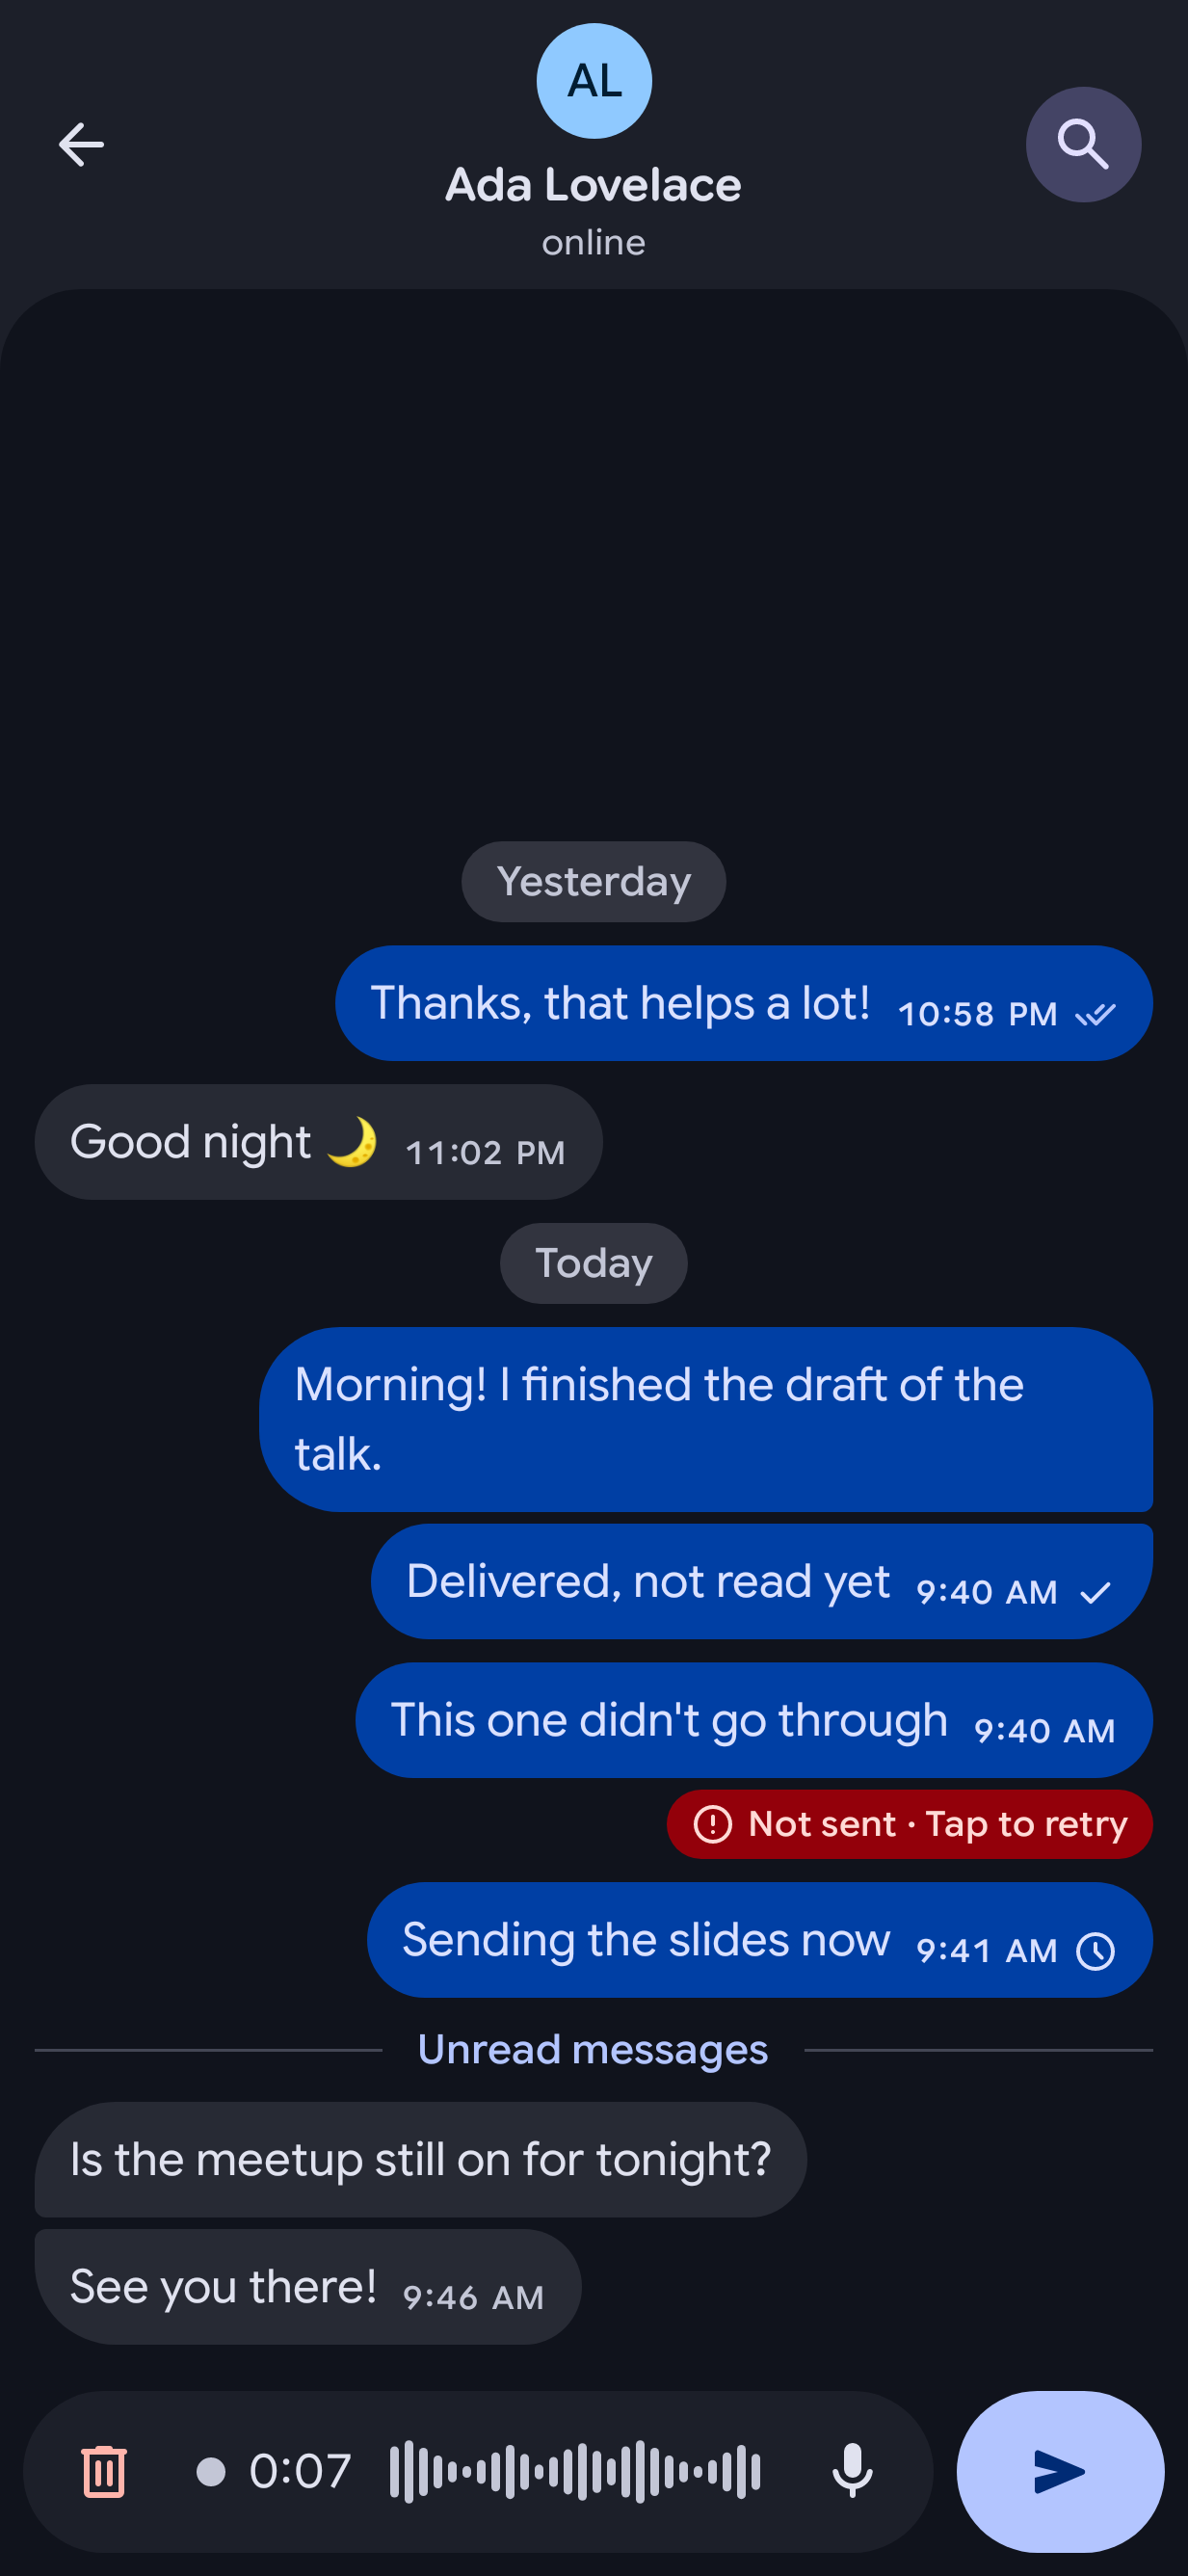 AL
Ada Lovelace
online
Yesterday
Thanks, that helps a lot! 10:58 PM
Good night 🌙 11:02 PM
Today
Morning! I finished the draft of the
talk.
Delivered, not read yet 9:40 AM
This one didn't go through 9:40 AM
Not sent · Tap to retry
Sending the slides now 9:41 AM
Unread messages
Is the meetup still on for tonight?
See you there! 9:46 AM
0:07